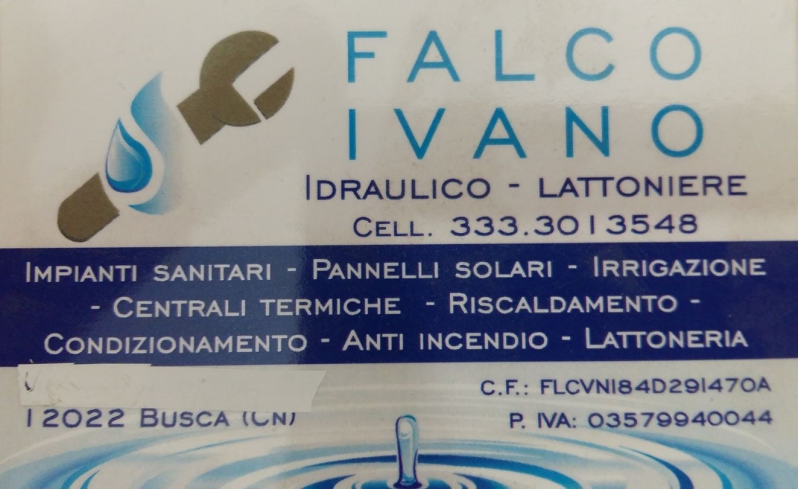 FALCO
IVANO
IDRAULICO - LATTONIERE
CELL. 333.3013548
IMPIANTI SANITARI - PANNELLI SOLARI - IRRIGAZIONE
- CENTRALI TERMICHE - RISCALDAMENTO -
CONDIZIONAMENTO - ANTI INCENDIO - LATTONERIA
C.F.: FLCVNI84D291470A
12022 BUSCA (CN)
P. IVA: 03579940044